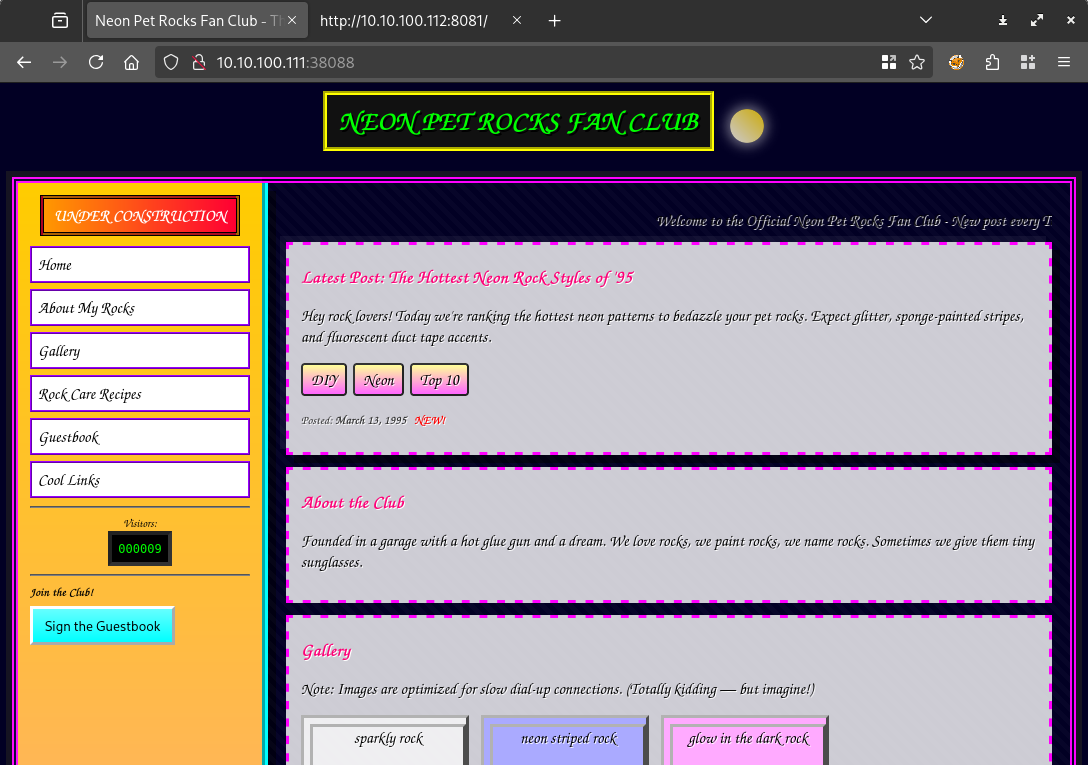 Neon Pet Rocks Fan Club - Th
http://10.10.100.112:8081/
10.10.100.111:38088
NEON PET ROCKS FAN CLUB
UNDER CONSTRUCTION
Home
About My Rocks
Gallery
Rock Care Recipes
Guestbook
Cool Links
Visitors:
000009
Join the Club!
Sign the Guestbook
Welcome to the Official Neon Pet Rocks Fan Club - New post every T
Latest Post: The Hottest Neon Rock Styles of '95
Hey rock lovers! Today we're ranking the hottest neon patterns to bedazzle your pet rocks. Expect glitter, sponge-painted stripes,
and fluorescent duct tape accents.
DIY Neon Top 10
Posted: March 13, 1995 NEW!
About the Club
Founded in a garage with a hot glue gun and a dream. We love rocks, we paint rocks, we name rocks. Sometimes we give them tiny
sunglasses.
Gallery
Note: Images are optimized for slow dial-up connections. (Totally kidding — but imagine!)
sparkly rock neon striped rock glow in the dark rock